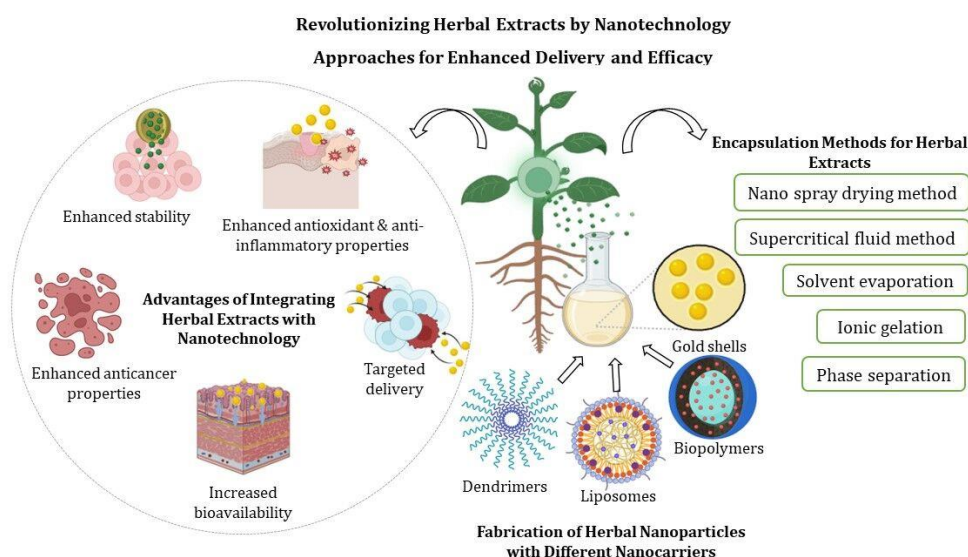 Revolutionizing Herbal Extracts by Nanotechnology
Approaches for Enhanced Delivery and Efficacy
Enhanced stability
Enhanced antioxidant & anti-
inflammatory properties
Advantages of Integrating
Herbal Extracts with
Nanotechnology
Enhanced anticancer
properties
Targeted
delivery
Increased
bioavailability
Encapsulation Methods for Herbal
Extracts
Nano spray drying method
Supercritical fluid method
Solvent evaporation
Ionic gelation
Phase separation
Gold shells
Biopolymers
Liposomes
Dendrimers
Fabrication of Herbal Nanoparticles
with Different Nanocarriers